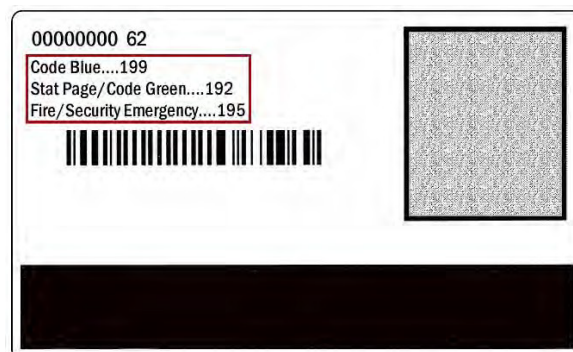 00000000 62
Code Blue....199
Stat Page/Code Green....192
Fire/Security Emergency....195